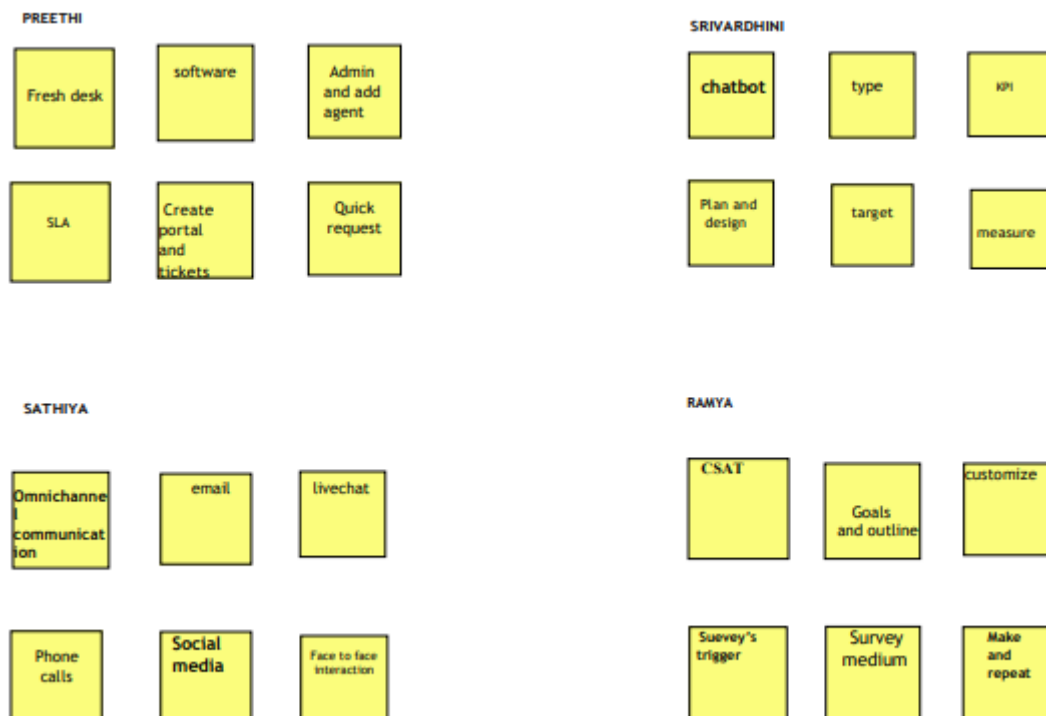 PREETHI
Fresh desk
software
Admin
and add
agent
SLA
Create
portal
and
tickets
Quick
request
SRIVARDHINI
chatbot
type
KPI
Plan and
design
target
measure
SATHIYA
Omnichanne
l
communicat
ion
email
livechat
Phone
calls
Social
media
Face to face
interaction
RAMYA
CSAT
Goals
and outline
customize
Suevey's
trigger
Survey
medium
Make
and
repeat